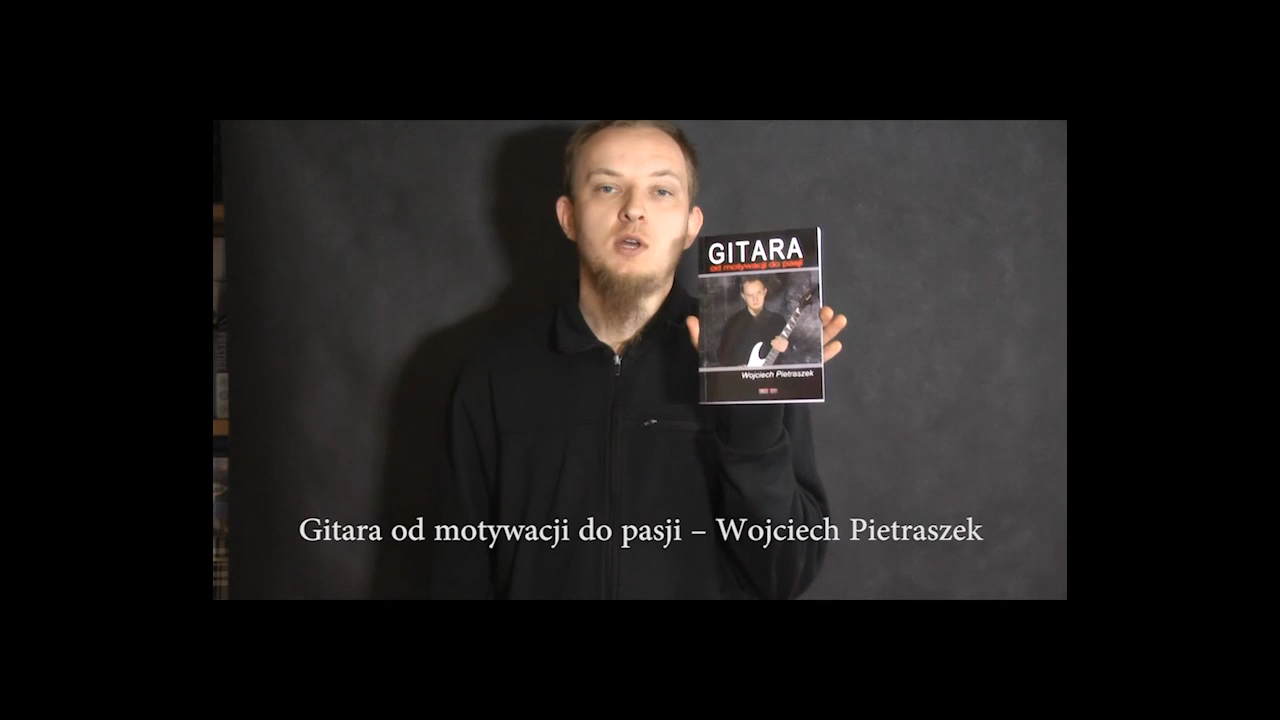 GITARA
od motywacji do pasji
Wojciech Pietraszek
Gitara od motywacji do pasji – Wojciech Pietraszek